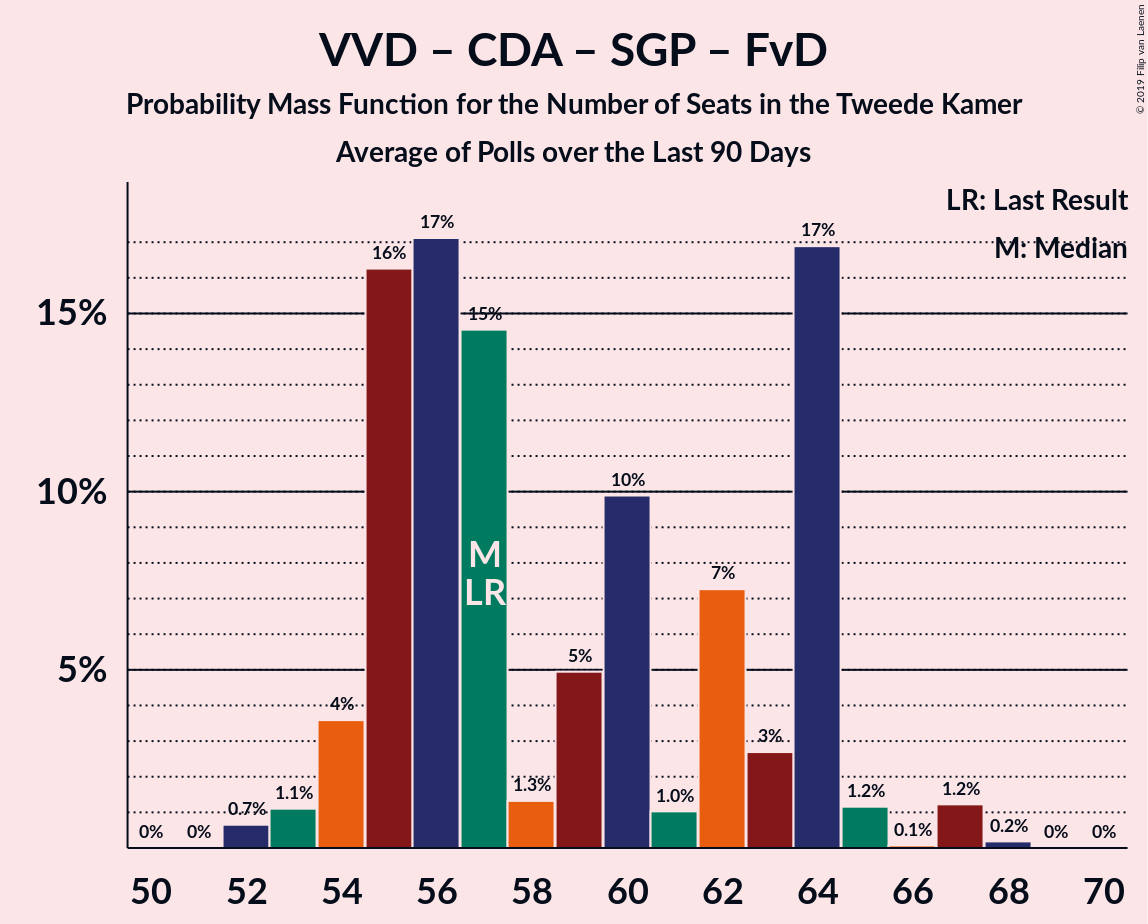 VVD – CDA – SGP – FvD
Probability Mass Function for the Number of Seats in the Tweede Kamer
Average of Polls over the Last 90 Days
© 2019 Filip van Laenen
LR: Last Result
M: Median
15%
10%
5%
0%
0%
0.7%
1.1%
4%
16%
17%
15%
1.3%
5%
10%
1.0%
7%
3%
17%
1.2%
0.1%
1.2%
0.2%
0%
0%
M
LR
50 52 54 56 58 60 62 64 66 68 70